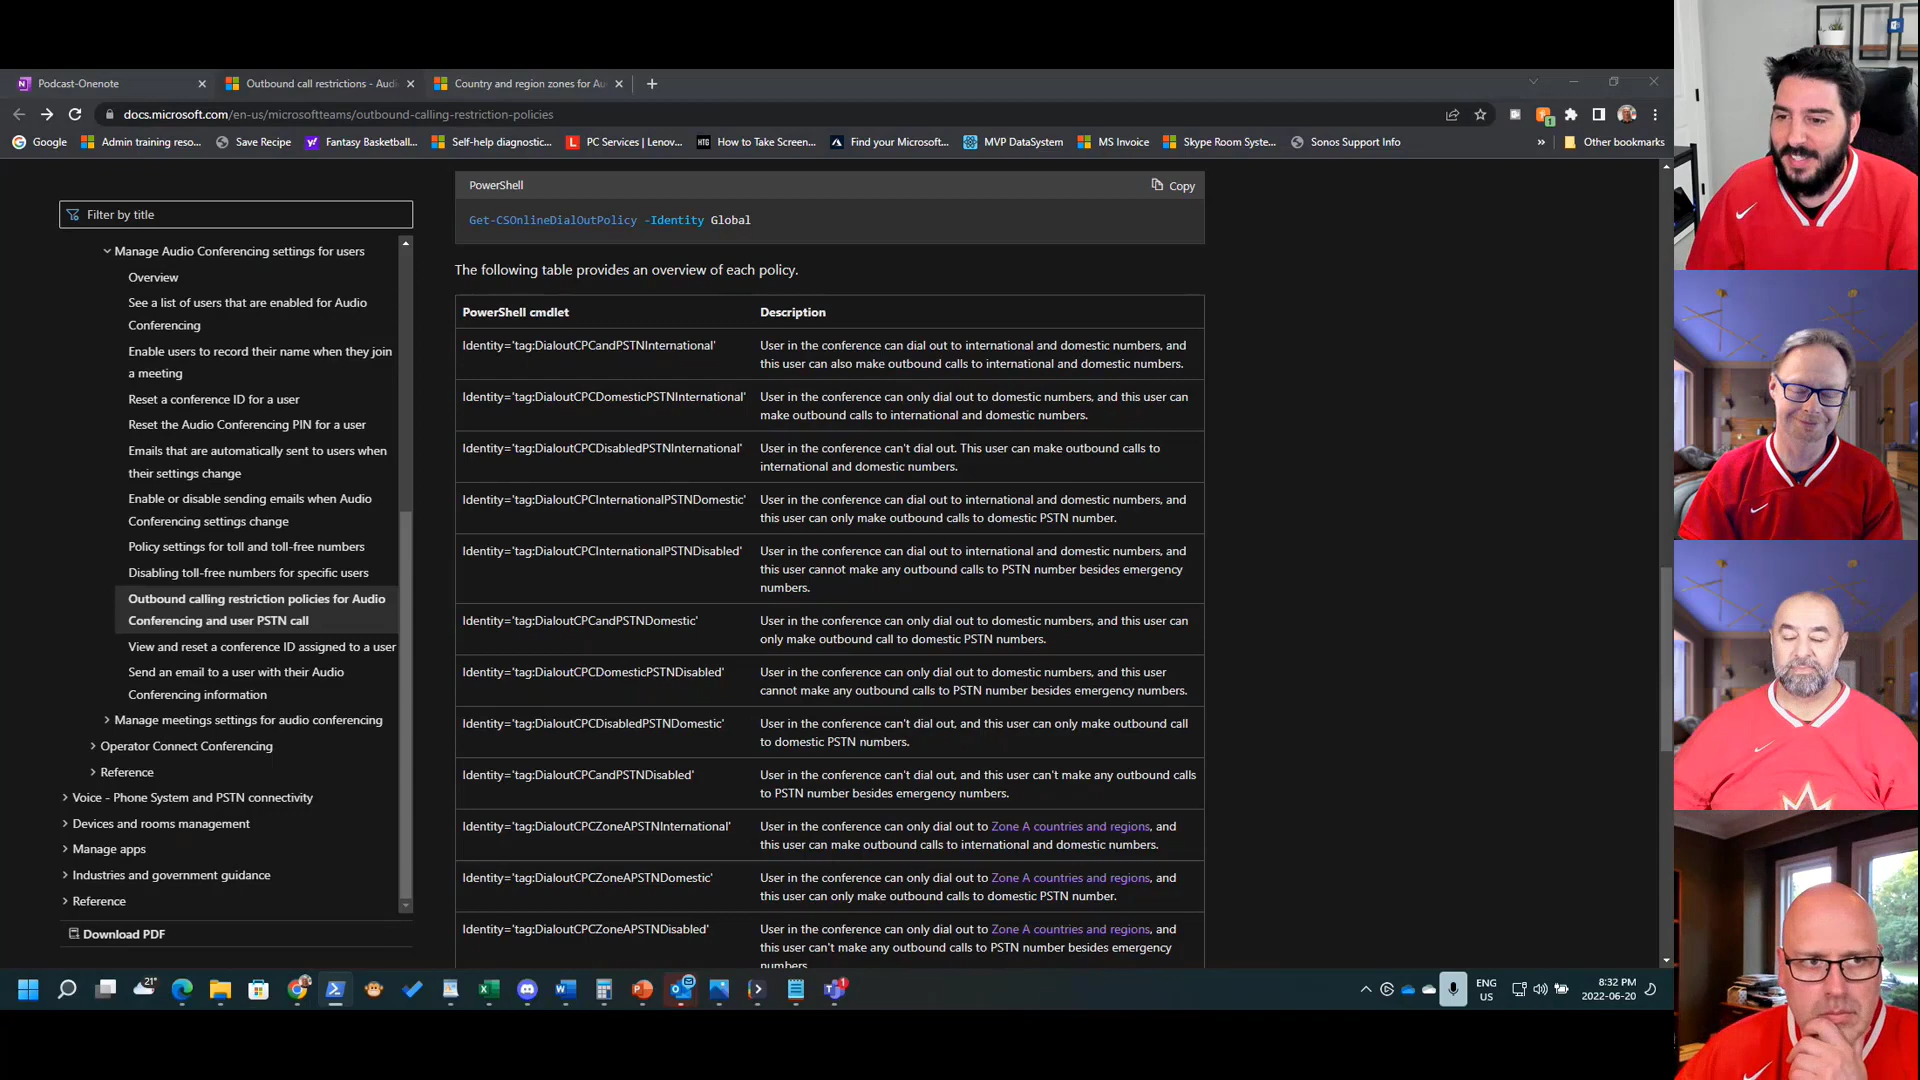 Podcast-Onenote
Outbound call restrictions - Audi
Country and region zones for Au
docs.microsoft.com/en-us/microsoftteams/outbound-calling-restriction-policies
Google
Admin training reso...
Save Recipe
Fantasy Basketball...
Self-help diagnostic...
PC Services | Lenov...
HTG
How to Take Screen...
Find your Microsoft...
MVP DataSystem
MS Invoice
Skype Room Syste...
Sonos Support Info
»
Other bookmarks
Filter by title
Manage Audio Conferencing settings for users
Overview
See a list of users that are enabled for Audio
Conferencing
Enable users to record their name when they join
a meeting
Reset a conference ID for a user
Reset the Audio Conferencing PIN for a user
Emails that are automatically sent to users when
their settings change
Enable or disable sending emails when Audio
Conferencing settings change
Policy settings for toll and toll-free numbers
Disabling toll-free numbers for specific users
Outbound calling restriction policies for Audio
Conferencing and user PSTN call
View and reset a conference ID assigned to a user
Send an email to a user with their Audio
Conferencing information
Manage meetings settings for audio conferencing
Operator Connect Conferencing
Reference
Voice - Phone System and PSTN connectivity
Devices and rooms management
Manage apps
Industries and government guidance
Reference
Download PDF
PowerShell
Copy
Get-CSOnlineDialOutPolicy -Identity Global
The following table provides an overview of each policy.
PowerShell cmdlet
Description
Identity='tag:DialoutCPCandPSTNInternational'
User in the conference can dial out to international and domestic numbers, and
this user can also make outbound calls to international and domestic numbers.
Identity='tag:DialoutCPCDomesticPSTNInternational'
User in the conference can only dial out to domestic numbers, and this user can
make outbound calls to international and domestic numbers.
Identity='tag:DialoutCPCDisabledPSTNInternational'
User in the conference can't dial out. This user can make outbound calls to
international and domestic numbers.
Identity='tag:DialoutCPCInternationalPSTNDomestic'
User in the conference can dial out to international and domestic numbers, and
this user can only make outbound calls to domestic PSTN number.
Identity='tag:DialoutCPCInternationalPSTNDisabled'
User in the conference can dial out to international and domestic numbers, and
this user cannot make any outbound calls to PSTN number besides emergency
numbers.
Identity='tag:DialoutCPCandPSTNDomestic'
User in the conference can only dial out to domestic numbers, and this user can
only make outbound call to domestic PSTN numbers.
Identity='tag:DialoutCPCDomesticPSTNDisabled'
User in the conference can only dial out to domestic numbers, and this user
cannot make any outbound calls to PSTN number besides emergency numbers.
Identity='tag:DialoutCPCDisabledPSTNDomestic'
User in the conference can't dial out, and this user can only make outbound call
to domestic PSTN numbers.
Identity='tag:DialoutCPCandPSTNDisabled'
User in the conference can't dial out, and this user can't make any outbound calls
to PSTN number besides emergency numbers.
Identity='tag:DialoutCPCZoneAPSTNInternational'
User in the conference can only dial out to Zone A countries and regions, and
this user can make outbound calls to international and domestic numbers.
Identity='tag:DialoutCPCZoneAPSTNDomestic'
User in the conference can only dial out to Zone A countries and regions, and
this user can only make outbound calls to domestic PSTN number.
Identity='tag:DialoutCPCZoneAPSTNDisabled'
User in the conference can only dial out to Zone A countries and regions, and
this user can't make any outbound calls to PSTN number besides emergency
numbers
21°
ENG
US
8:32 PM
2022-06-20